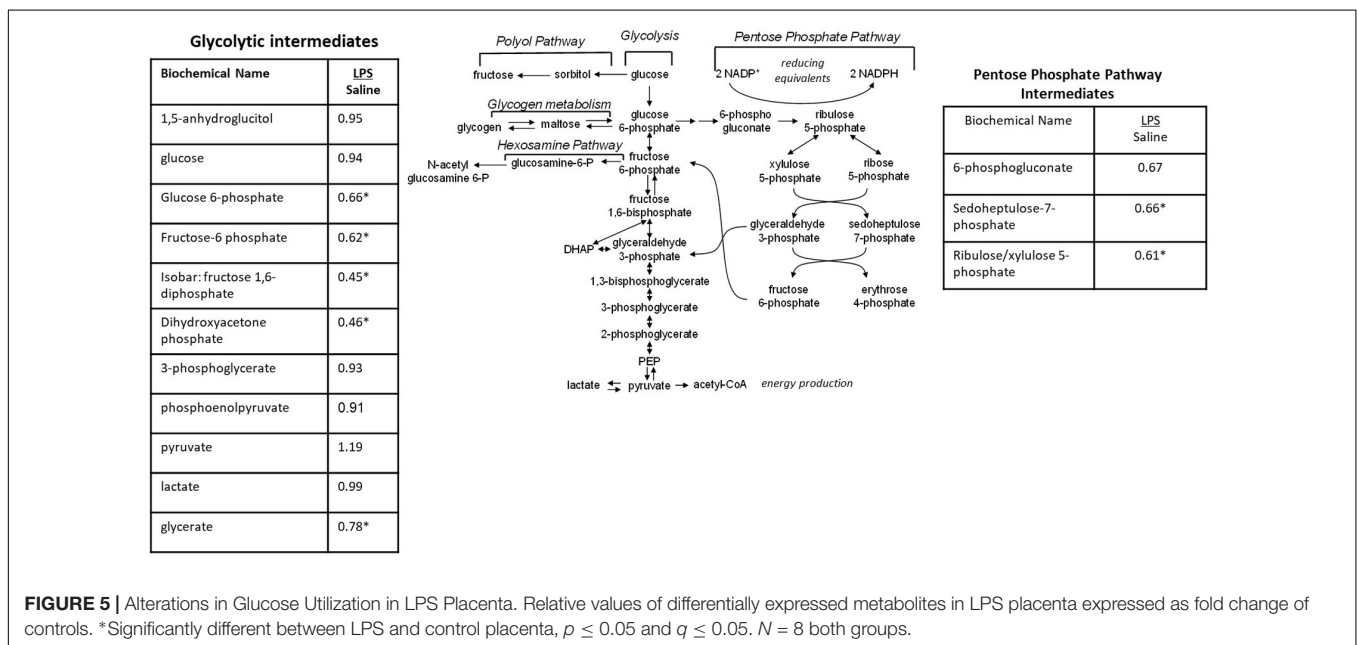 Glycolytic intermediates
Biochemical Name LPS
Saline
1,5-anhydroglucitol 0.95
glucose 0.94
Glucose 6-phosphate 0.66*
Fructose-6 phosphate 0.62*
Isobar: fructose 1,6-
diphosphate 0.45*
Dihydroxyacetone
phosphate 0.46*
3-phosphoglycerate 0.93
phosphoenolpyruvate 0.91
pyruvate 1.19
lactate 0.99
glycerate 0.78*
Polyol Pathway Glycolysis Pentose Phosphate Pathway
fructose sorbitol glucose 2 NADP+ reducing
equivalents 2 NADPH
Glycogen metabolism
glycogen maltose glucose
6-phosphate 6-phospho
gluconate ribulose
5-phosphate
Hexosamine Pathway
N-acetyl
glucosamine 6-P glucosamine-6-P fructose
6-phosphate xylulose
5-phosphate ribose
5-phosphate
fructose
1,6-bisphosphate
DHAP glyceraldehyde
3-phosphate glyceraldehyde
3-phosphate sedoheptulose
7-phosphate
1,3-bisphosphoglycerate
fructose
6-phosphate erythrose
4-phosphate
3-phosphoglycerate
2-phosphoglycerate
PEP
lactate pyruvate acetyl-CoA energy production
Pentose Phosphate Pathway
Intermediates
Biochemical Name LPS
Saline
6-phosphogluconate 0.67
Sedoheptulose-7-
phosphate 0.66*
Ribulose/xylulose 5-
phosphate 0.61*
FIGURE 5 | Alterations in Glucose Utilization in LPS Placenta. Relative values of differentially expressed metabolites in LPS placenta expressed as fold change of
controls. *Significantly different between LPS and control placenta, p ≤ 0.05 and q ≤ 0.05. N = 8 both groups.